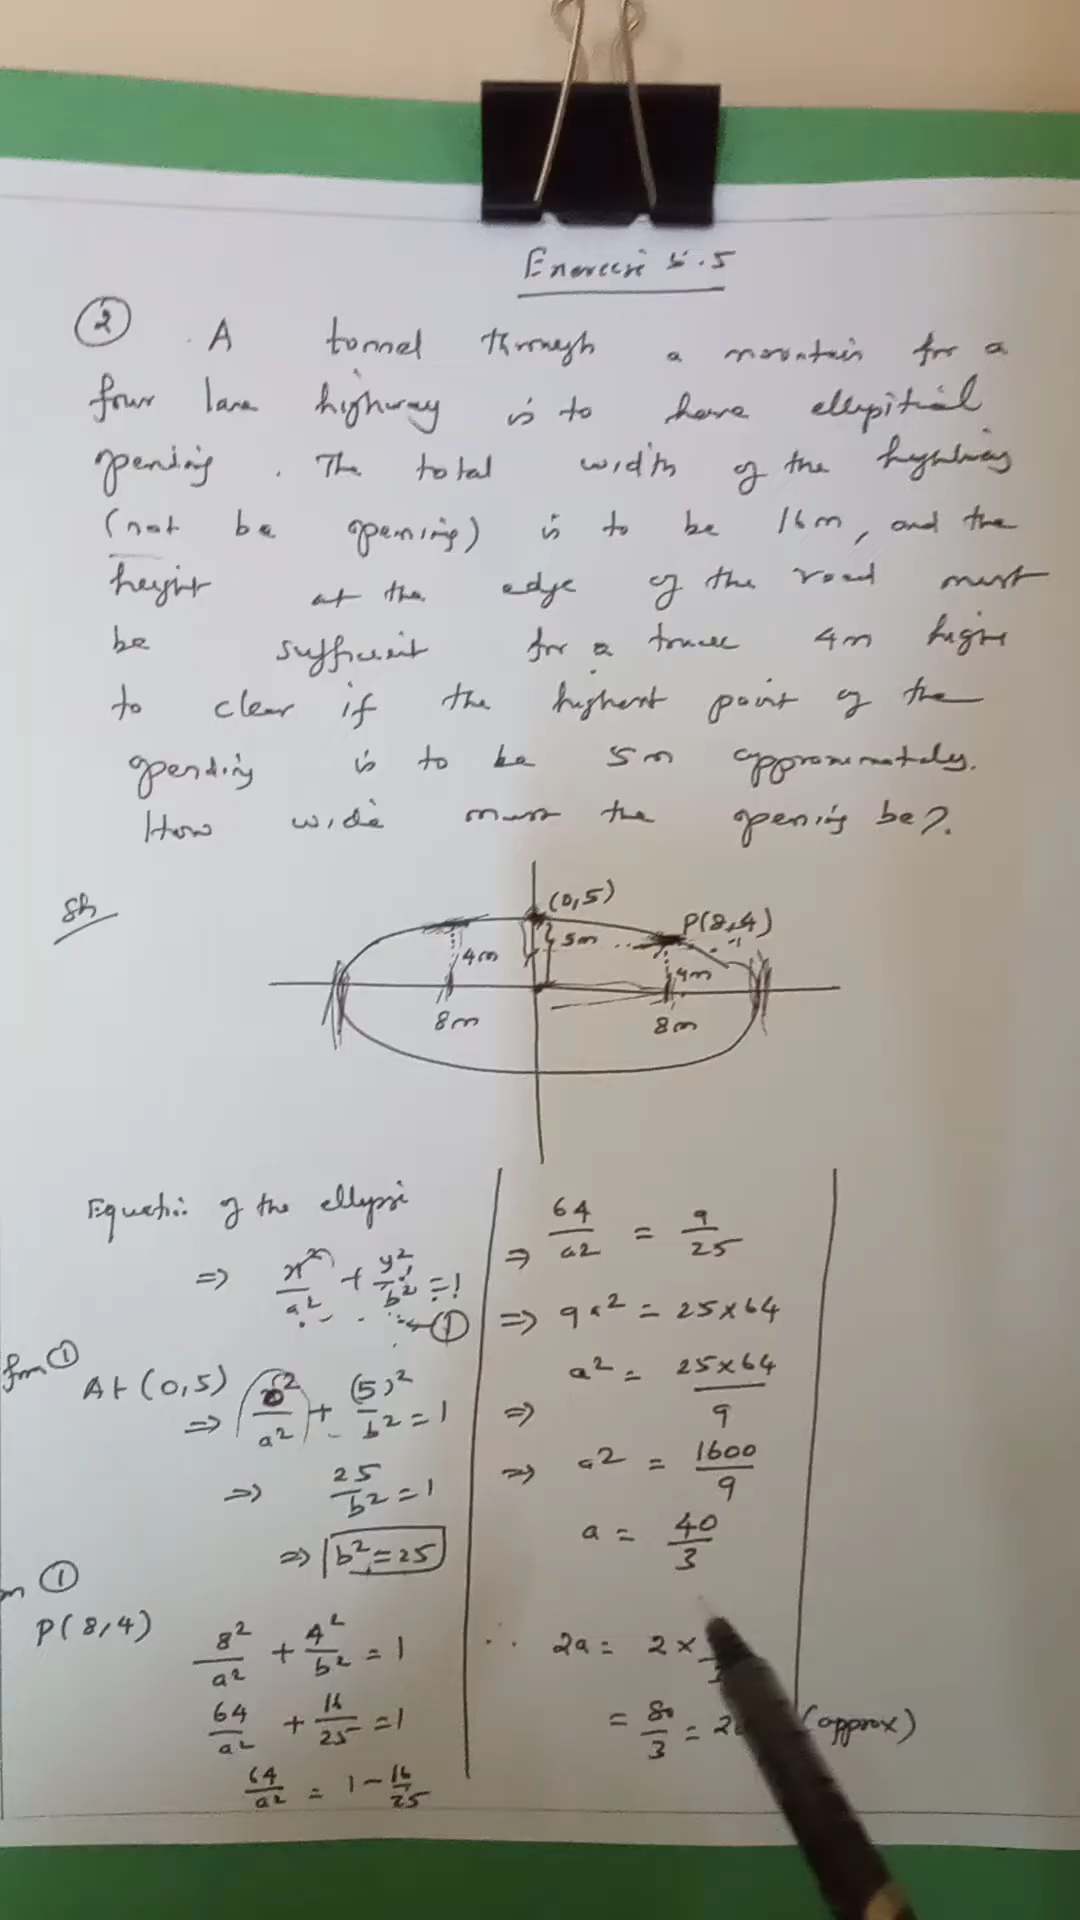 Exercise 5.5
② A tonnel through a mountain for a
four lane highway is to have elliptical
opening. The total width of the highway
(not be opening) is to be 16m, and the
height at the edge of the road must
be sufficient for a truck 4m high
to clear if the highest point of the
opening is to be 5m approximately.
How wide must the opening be?
Sln
(0,5)
P(8,4)
5m
4m
4m
8m
8m
Equation of the ellipse
⇒ x²/a² + y²/b² = 1
①
from ①
At (0,5)
⇒ 0²/a² + (5)²/b² = 1
⇒ 25/b² = 1
⇒ b² = 25
①
P(8,4)
8²/a² + 4²/b² = 1
64/a² + 16/25 = 1
64/a² = 1 - 16/25
⇒ 64/a² = 9/25
⇒ 9a² = 25×64
⇒ a² = 25×64/9
⇒ a² = 1600/9
a = 40/3
∴ 2a = 2×
= 80/3 = (approx)